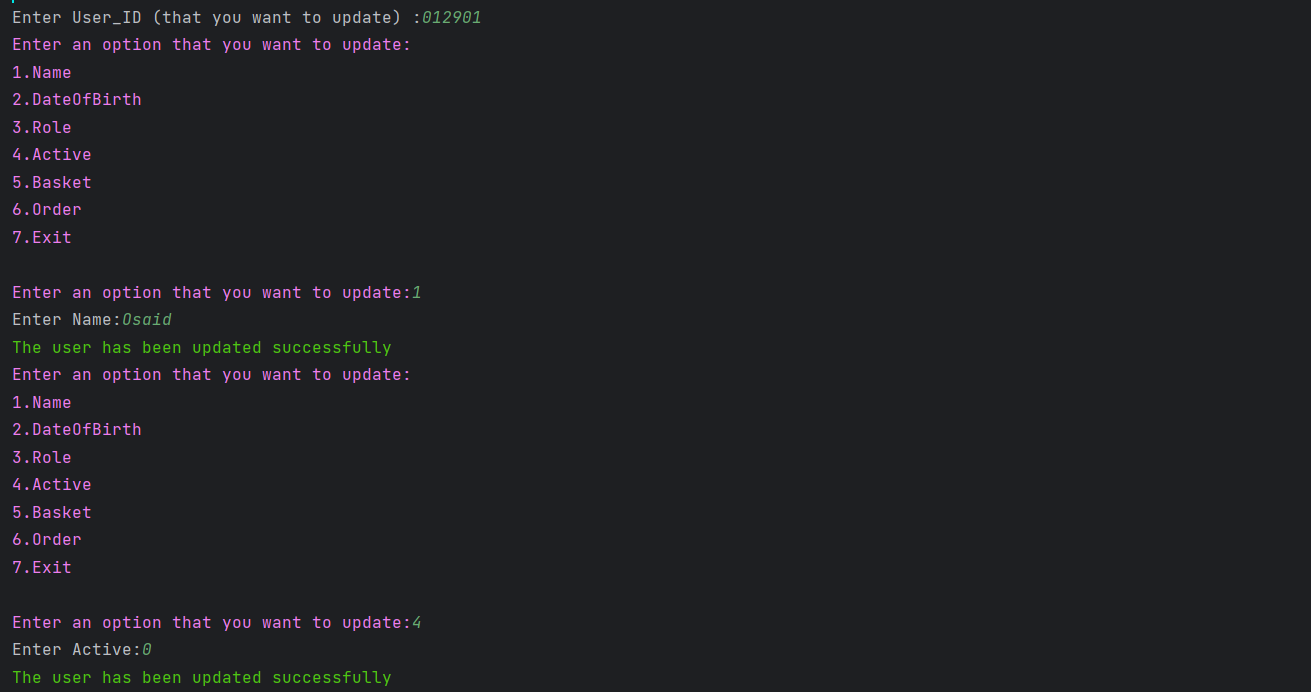 Enter User_ID (that you want to update) :012901
Enter an option that you want to update:
1.Name
2.DateOfBirth
3.Role
4.Active
5.Basket
6.Order
7.Exit
Enter an option that you want to update:1
Enter Name:Osaid
The user has been updated successfully
Enter an option that you want to update:
1.Name
2.DateOfBirth
3.Role
4.Active
5.Basket
6.Order
7.Exit
Enter an option that you want to update:4
Enter Active:0
The user has been updated successfully